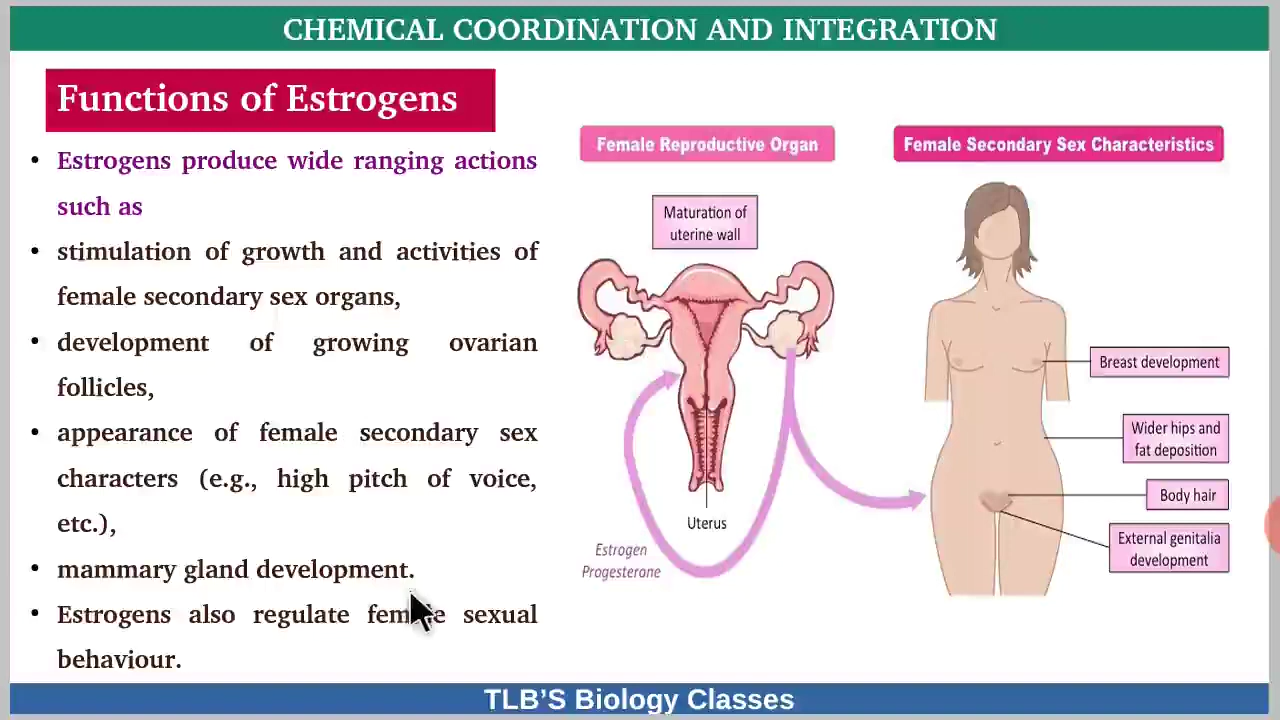 CHEMICAL COORDINATION AND INTEGRATION
Functions of Estrogens
• Estrogens produce wide ranging actions
such as
• stimulation of growth and activities of
female secondary sex organs,
• development of growing ovarian
follicles,
• appearance of female secondary sex
characters (e.g., high pitch of voice,
etc.),
• mammary gland development.
• Estrogens also regulate female sexual
behaviour.
Female Reproductive Organ
Maturation of
uterine wall
Uterus
Estrogen
Progesterone
Female Secondary Sex Characteristics
Breast development
Wider hips and
fat deposition
Body hair
External genitalia
development
TLB'S Biology Classes